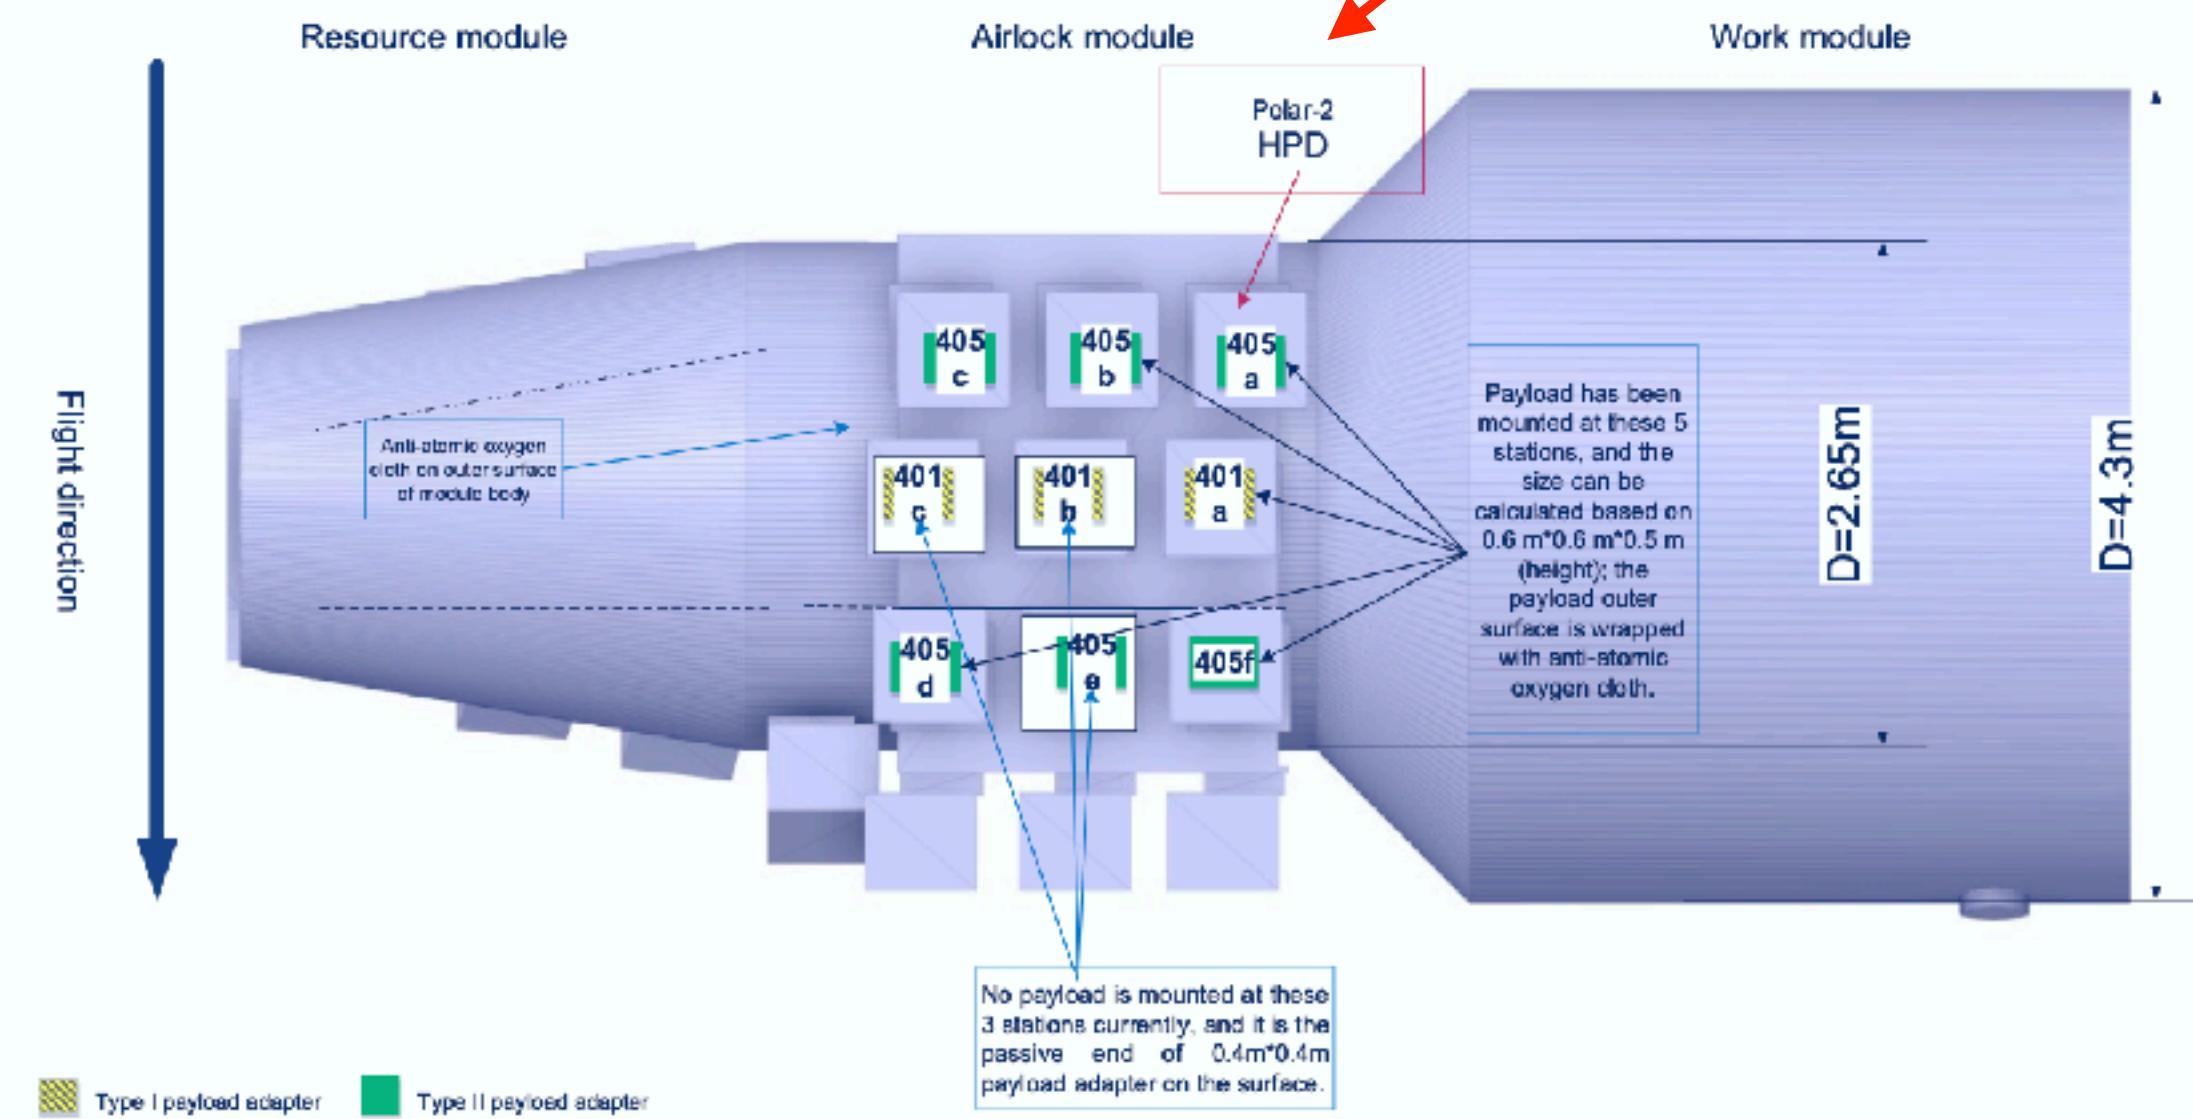 Resource module
Airlock module
Work module
Polar-2
HPD
405
c
405
b
405
a
Flight direction
Anti-atomic oxygen
cloth on outer surface
of module body
401
c
401
b
401
a
405
d
405
e
405f
Payload has been
mounted at these 5
stations, and the
size can be
calculated based on
0.6 m*0.6 m*0.5 m
(height); the
payload outer
surface is wrapped
with anti-atomic
oxygen cloth.
D=2.65m
D=4.3m
No payload is mounted at these
3 stations currently, and it is the
passive end of 0.4m*0.4m
payload adapter on the surface.
Type I payload adapter
Type II payload adapter